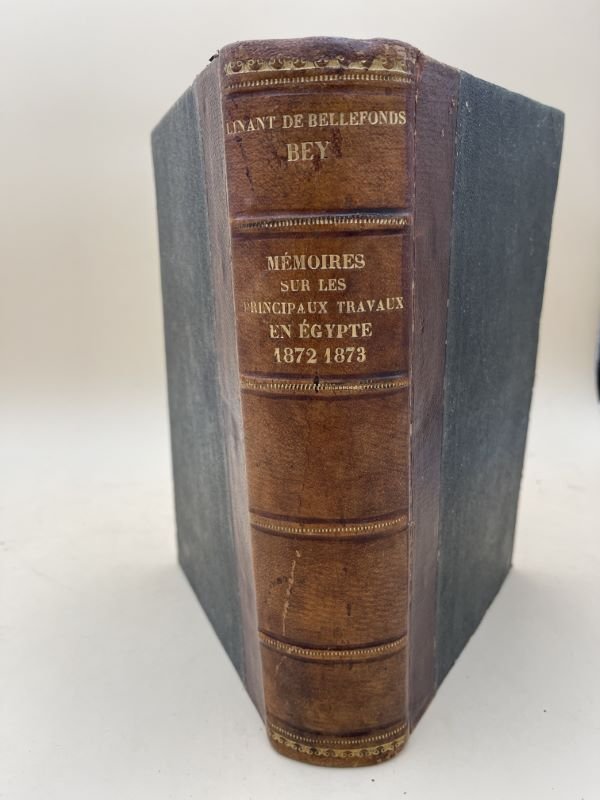 LINANT DE BELLEFONDS
BEY
MÉMOIRES
SUR LES
PRINCIPAUX TRAVAUX
EN ÉGYPTE
1872 1873